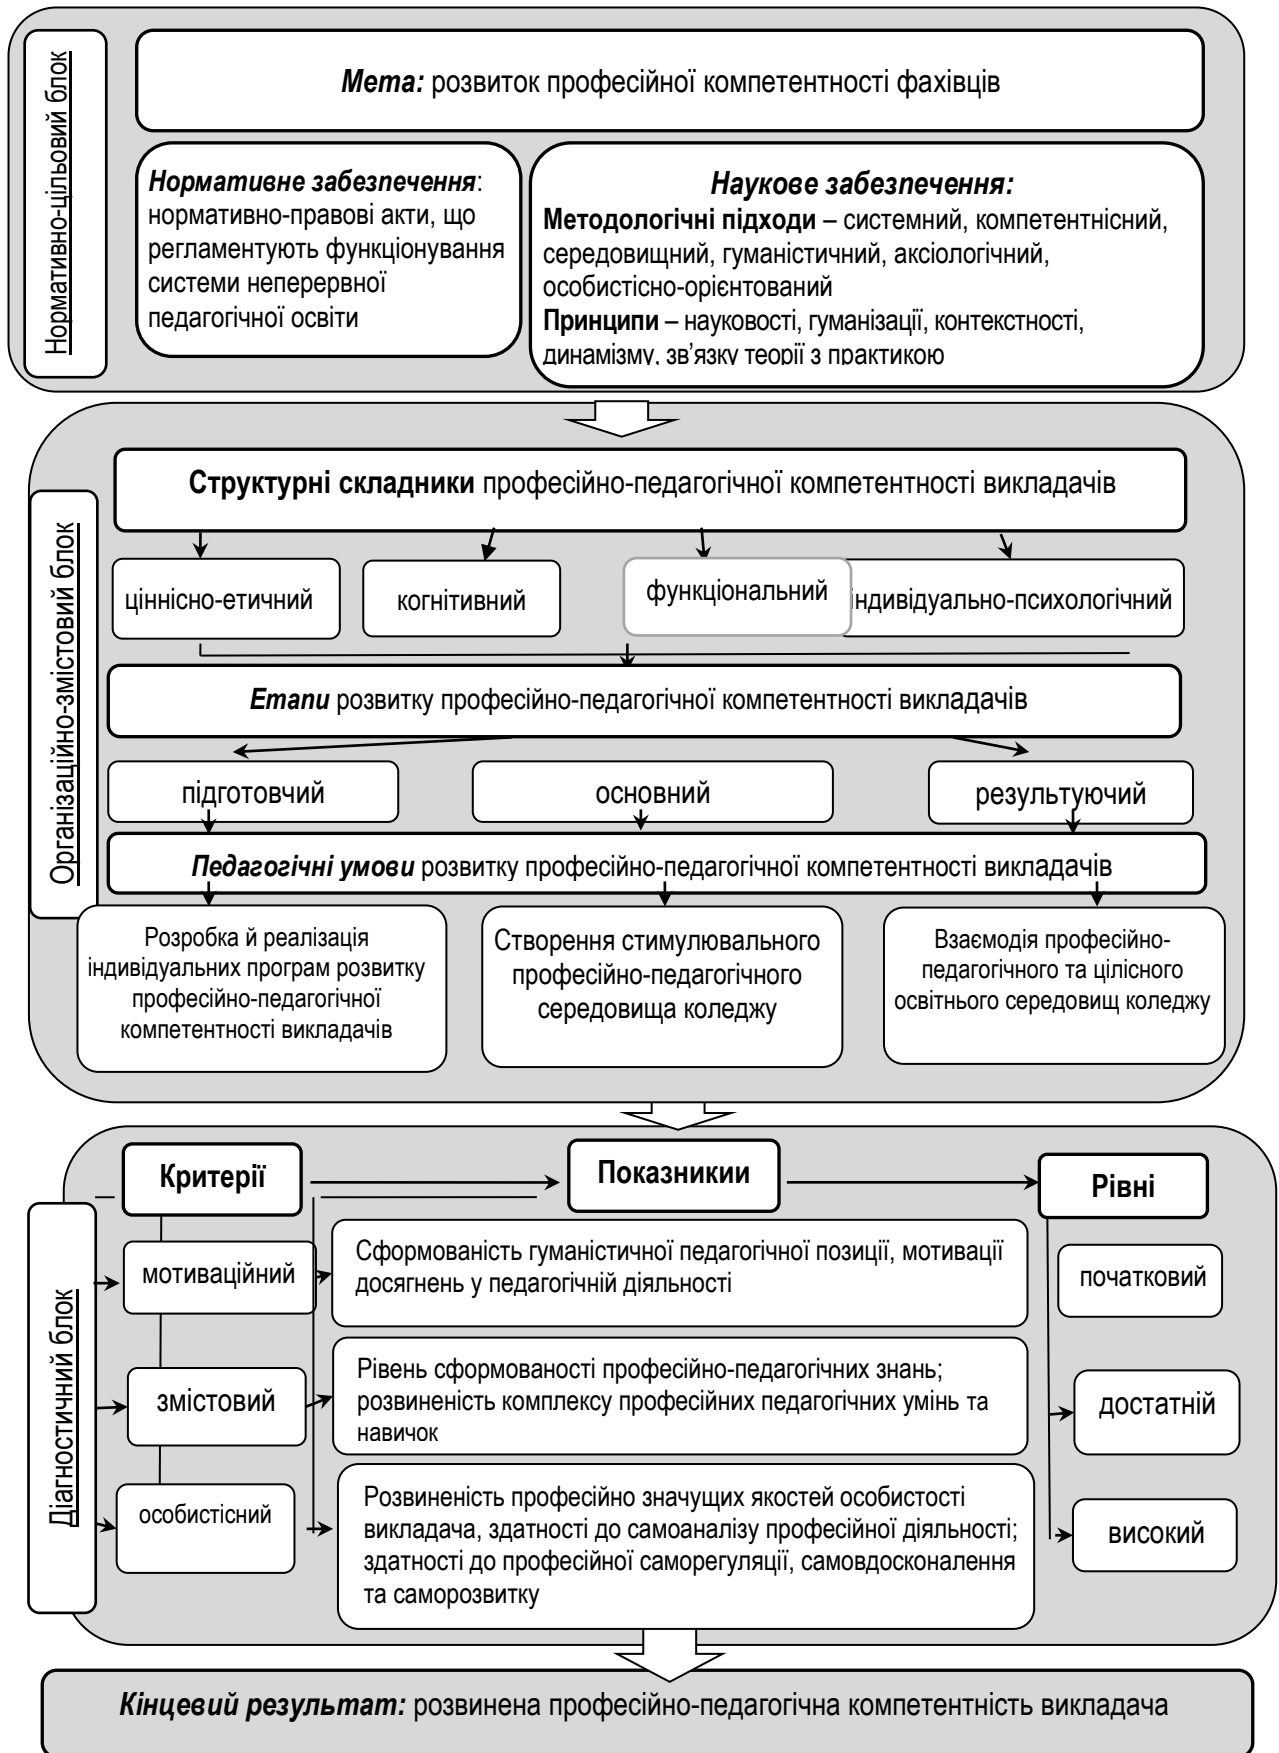 Нормативно-цільовий блок
Мета: розвиток професійної компетентності фахівців
Нормативне забезпечення:
нормативно-правові акти, що
регламентують функціонування
системи неперервної
педагогічної освіти
Наукове забезпечення:
Методологічні підходи – системний, компетентнісний,
середовищний, гуманістичний, аксіологічний,
особистісно-орієнтований
Принципи – науковості, гуманізації, контекстності,
динамізму, зв’язку теорії з практикою
Організаційно-змістовий блок
Структурні складники професійно-педагогічної компетентності викладачів
ціннісно-етичний
когнітивний
функціональний
індивідуально-психологічний
Етапи розвитку професійно-педагогічної компетентності викладачів
підготовчий
основний
результуючий
Педагогічні умови розвитку професійно-педагогічної компетентності викладачів
Розробка й реалізація
індивідуальних програм розвитку
професійно-педагогічної
компетентності викладачів
Створення стимулювального
професійно-педагогічного
середовища коледжу
Взаємодія професійно-
педагогічного та цілісного
освітнього середовищ коледжу
Діагностичний блок
Критерії
Показникии
Рівні
мотиваційний
Сформованість гуманістичної педагогічної позиції, мотивації
досягнень у педагогічній діяльності
початковий
змістовий
Рівень сформованості професійно-педагогічних знань;
розвиненість комплексу професійних педагогічних умінь та
навичок
достатній
особистісний
Розвиненість професійно значущих якостей особистості
викладача, здатності до самоаналізу професійної діяльності;
здатності до професійної саморегуляції, самовдосконалення
та саморозвитку
високий
Кінцевий результат: розвинена професійно-педагогічна компетентність викладача